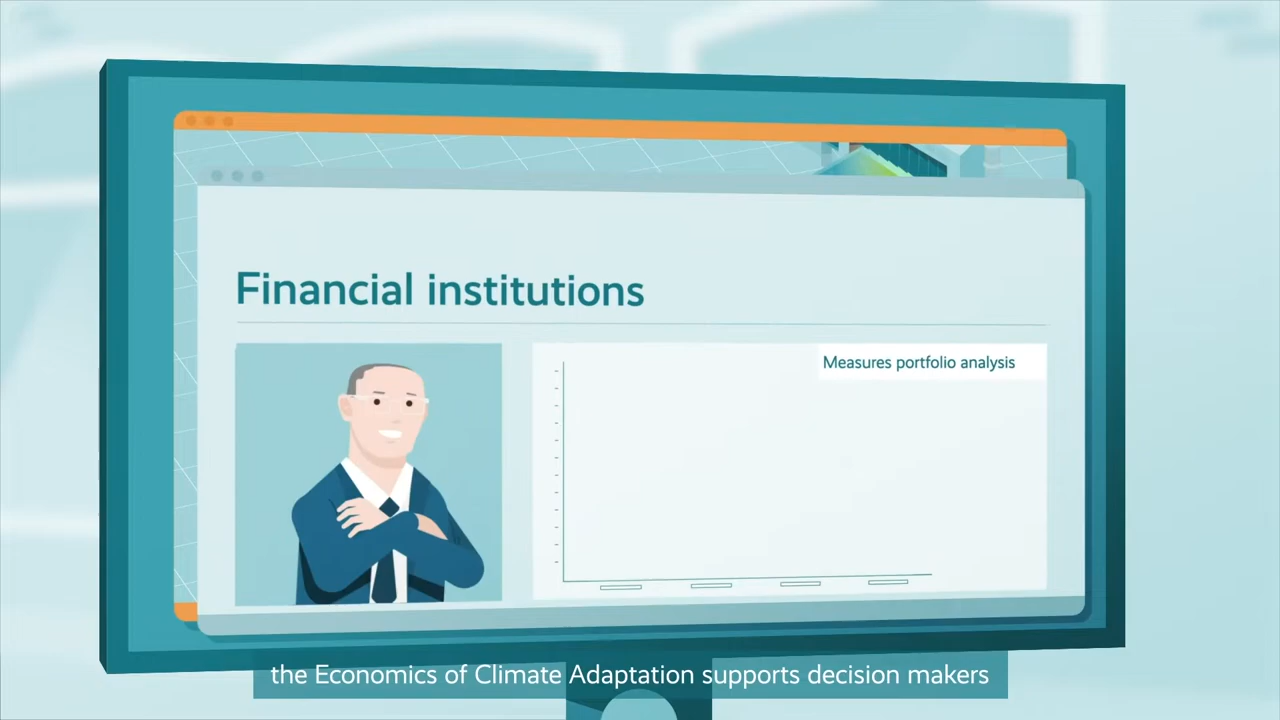 Financial institutions
Measures portfolio analysis
the Economics of Climate Adaptation supports decision makers